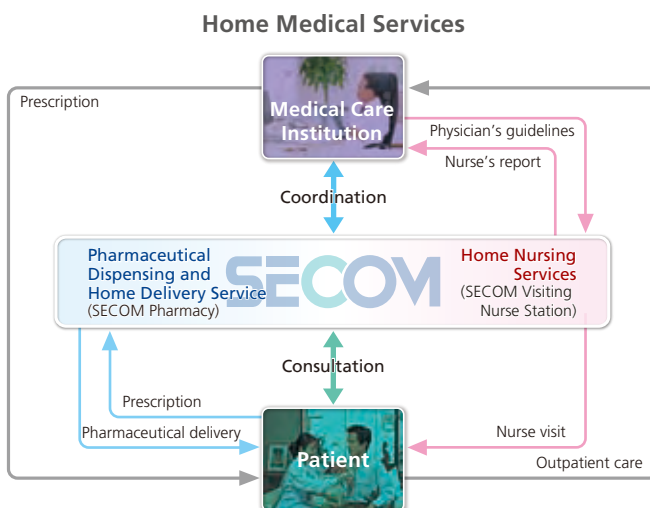 Home Medical Services
Prescription
Medical Care
Institution
Physician's guidelines
Nurse's report
Coordination
Pharmaceutical
Dispensing and
Home Delivery Service
(SECOM Pharmacy)
SECOM
Home Nursing
Services
(SECOM Visiting
Nurse Station)
Consultation
Prescription
Pharmaceutical delivery
Patient
Nurse visit
Outpatient care